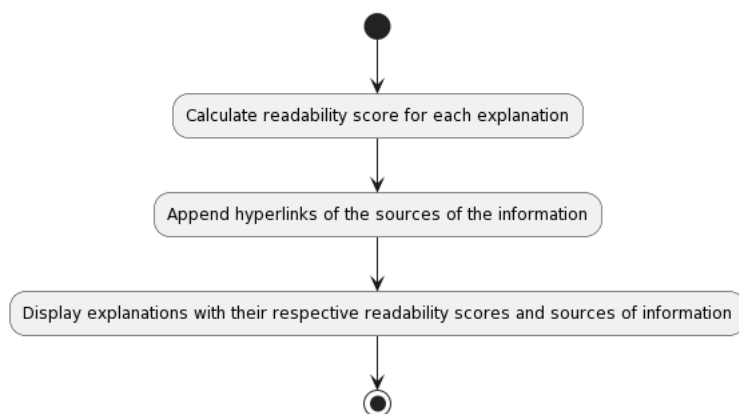 Calculate readability score for each explanation
Append hyperlinks of the sources of the information
Display explanations with their respective readability scores and sources of information